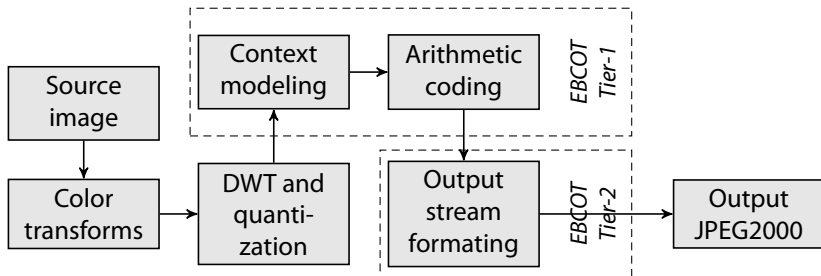 Source
image
Color
transforms
DWT and
quanti-
zation
Context
modeling
Arithmetic
coding
EBCOT
Tier-1
Output
stream
formating
EBCOT
Tier-2
Output
JPEG2000